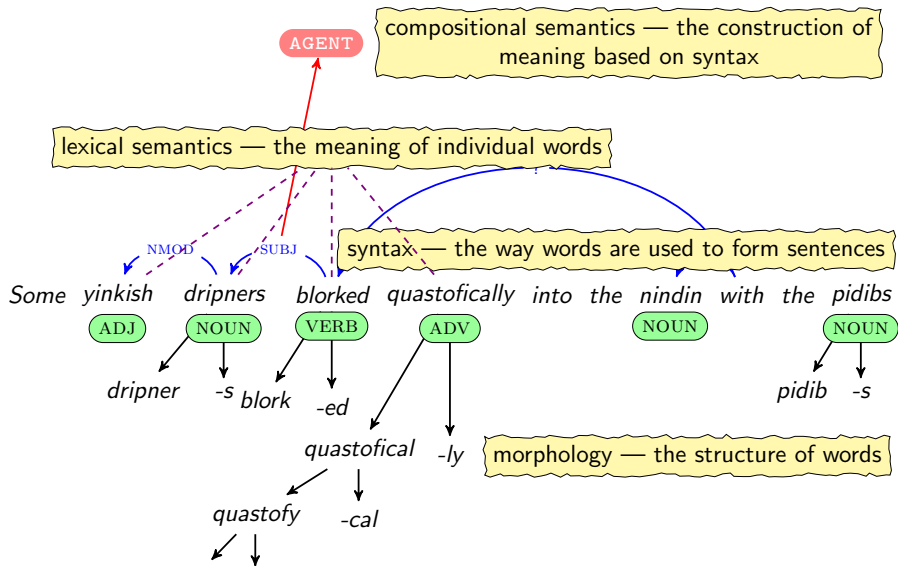 AGENT
compositional semantics — the construction of
meaning based on syntax
lexical semantics — the meaning of individual words
?
NMOD SUBJ
syntax — the way words are used to form sentences
Some yinkish dripners blorked quastofically into the nindin with the pidibs
ADJ NOUN VERB ADV NOUN NOUN
dripner -s blork -ed pidib -s
quastofical -ly
morphology — the structure of words
quastofy -cal